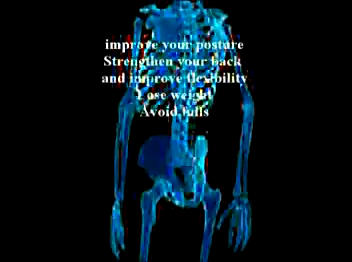 improve your posture
Strengthen your back
and improve flexibility
Lose weight
Avoid falls